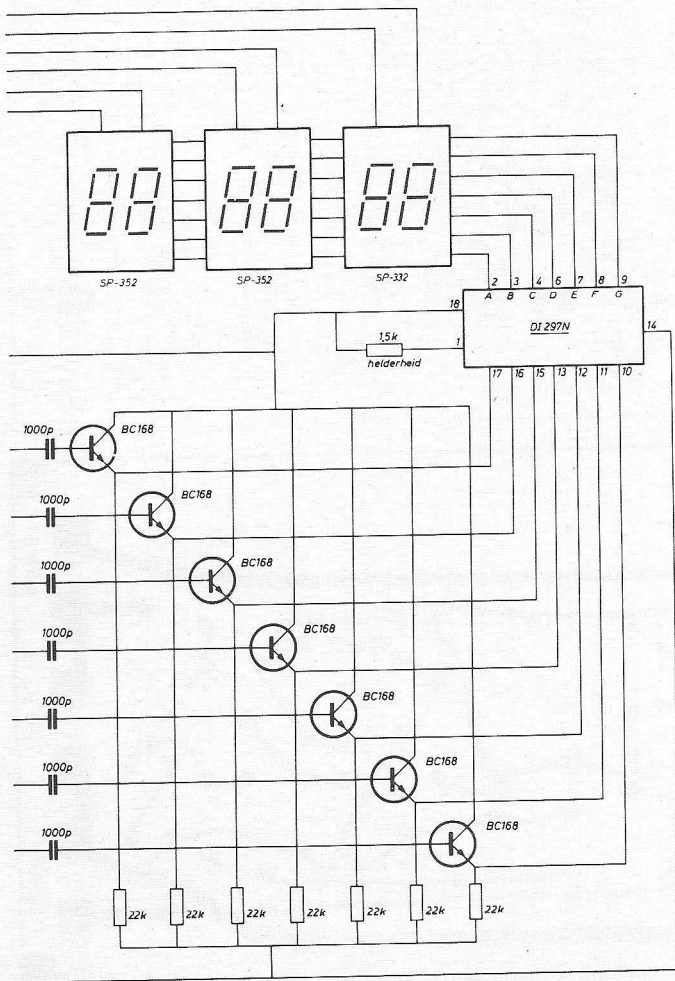 SP-352
SP-352
SP-332
2 3 4 6 7 8 9
A B C D E F G
18
DI 297N
14
1,5k
1
helderheid
17 16 15 13 12 11 10
1000p
BC168
1000p
BC168
1000p
BC168
1000p
BC168
1000p
BC168
1000p
BC168
1000p
BC168
22k 22k 22k 22k 22k 22k 22k